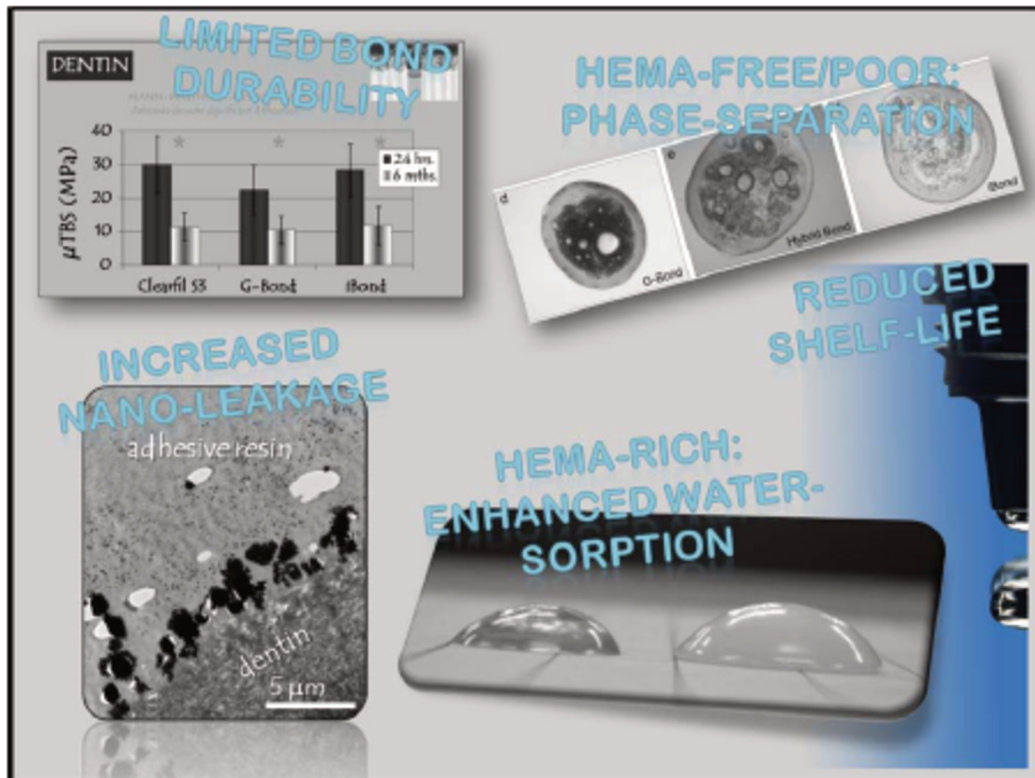 LIMITED BOND
DURABILITY
DENTIN
40
30
20
10
0
µTBS (MPa)
24 hrs.
6 mths.
Clearfil S3
G-Bond
iBond
HEMA-FREE/POOR:
PHASE-SEPARATION
d
e
G-Bond
Hybrid Bond
iBond
REDUCED
SHELF-LIFE
INCREASED
NANO-LEAKAGE
adhesive resin
dentin
5 µm
HEMA-RICH:
ENHANCED WATER-
SORPTION